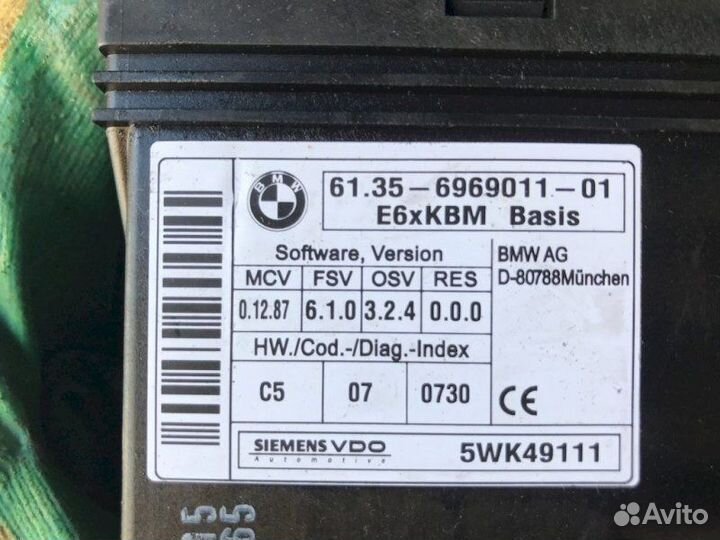 BMW
61.35-6969011-01
E6xKBM Basis
Software, Version
MCV FSV OSV RES
0.12.87 6.1.0 3.2.4 0.0.0
HW./Cod.-/Diag.-Index
C5 07 0730
BMW AG
D-80788München
CE
SIEMENS VDO
Automotive
5WK49111
65
Avito